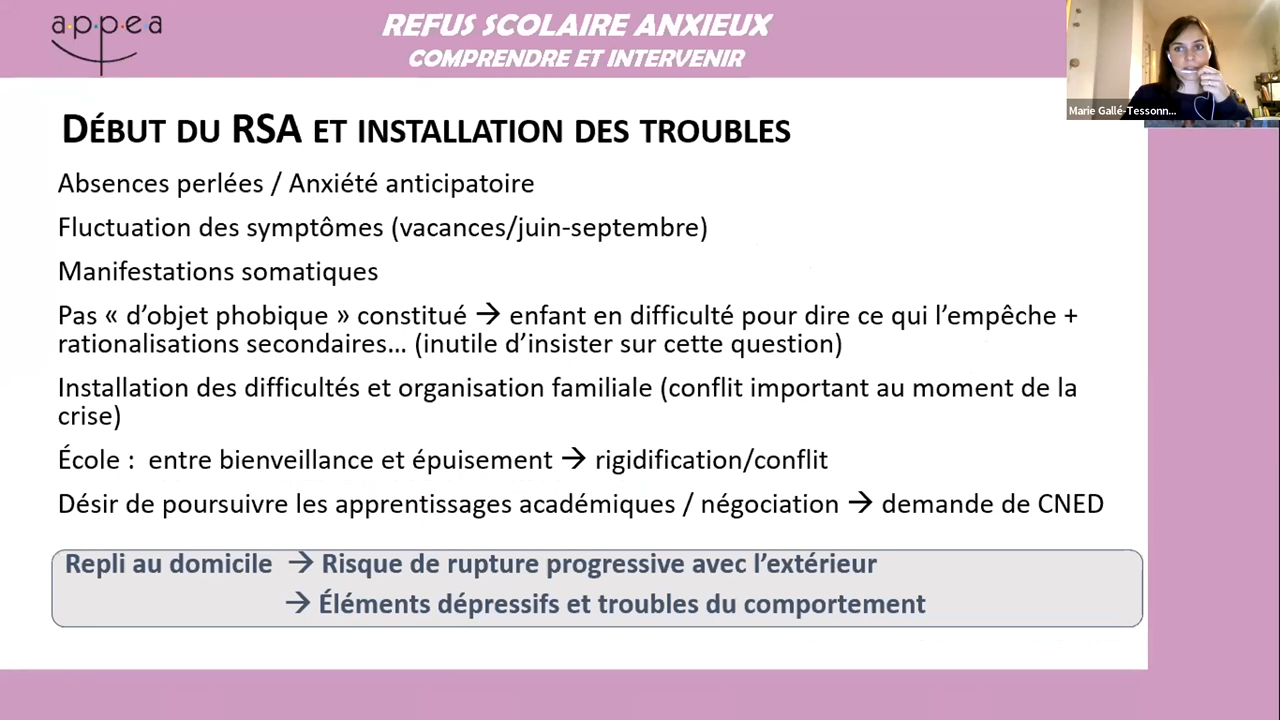 a·p·p·e·a
REFUS SCOLAIRE ANXIEUX
COMPRENDRE ET INTERVENIR
Marie Gallé-Tessonn...
DÉBUT DU RSA ET INSTALLATION DES TROUBLES
Absences perlées / Anxiété anticipatoire
Fluctuation des symptômes (vacances/juin-septembre)
Manifestations somatiques
Pas « d’objet phobique » constitué → enfant en difficulté pour dire ce qui l’empêche +
rationalisations secondaires… (inutile d’insister sur cette question)
Installation des difficultés et organisation familiale (conflit important au moment de la
crise)
École : entre bienveillance et épuisement → rigidification/conflit
Désir de poursuivre les apprentissages académiques / négociation → demande de CNED
Repli au domicile → Risque de rupture progressive avec l’extérieur
→ Éléments dépressifs et troubles du comportement